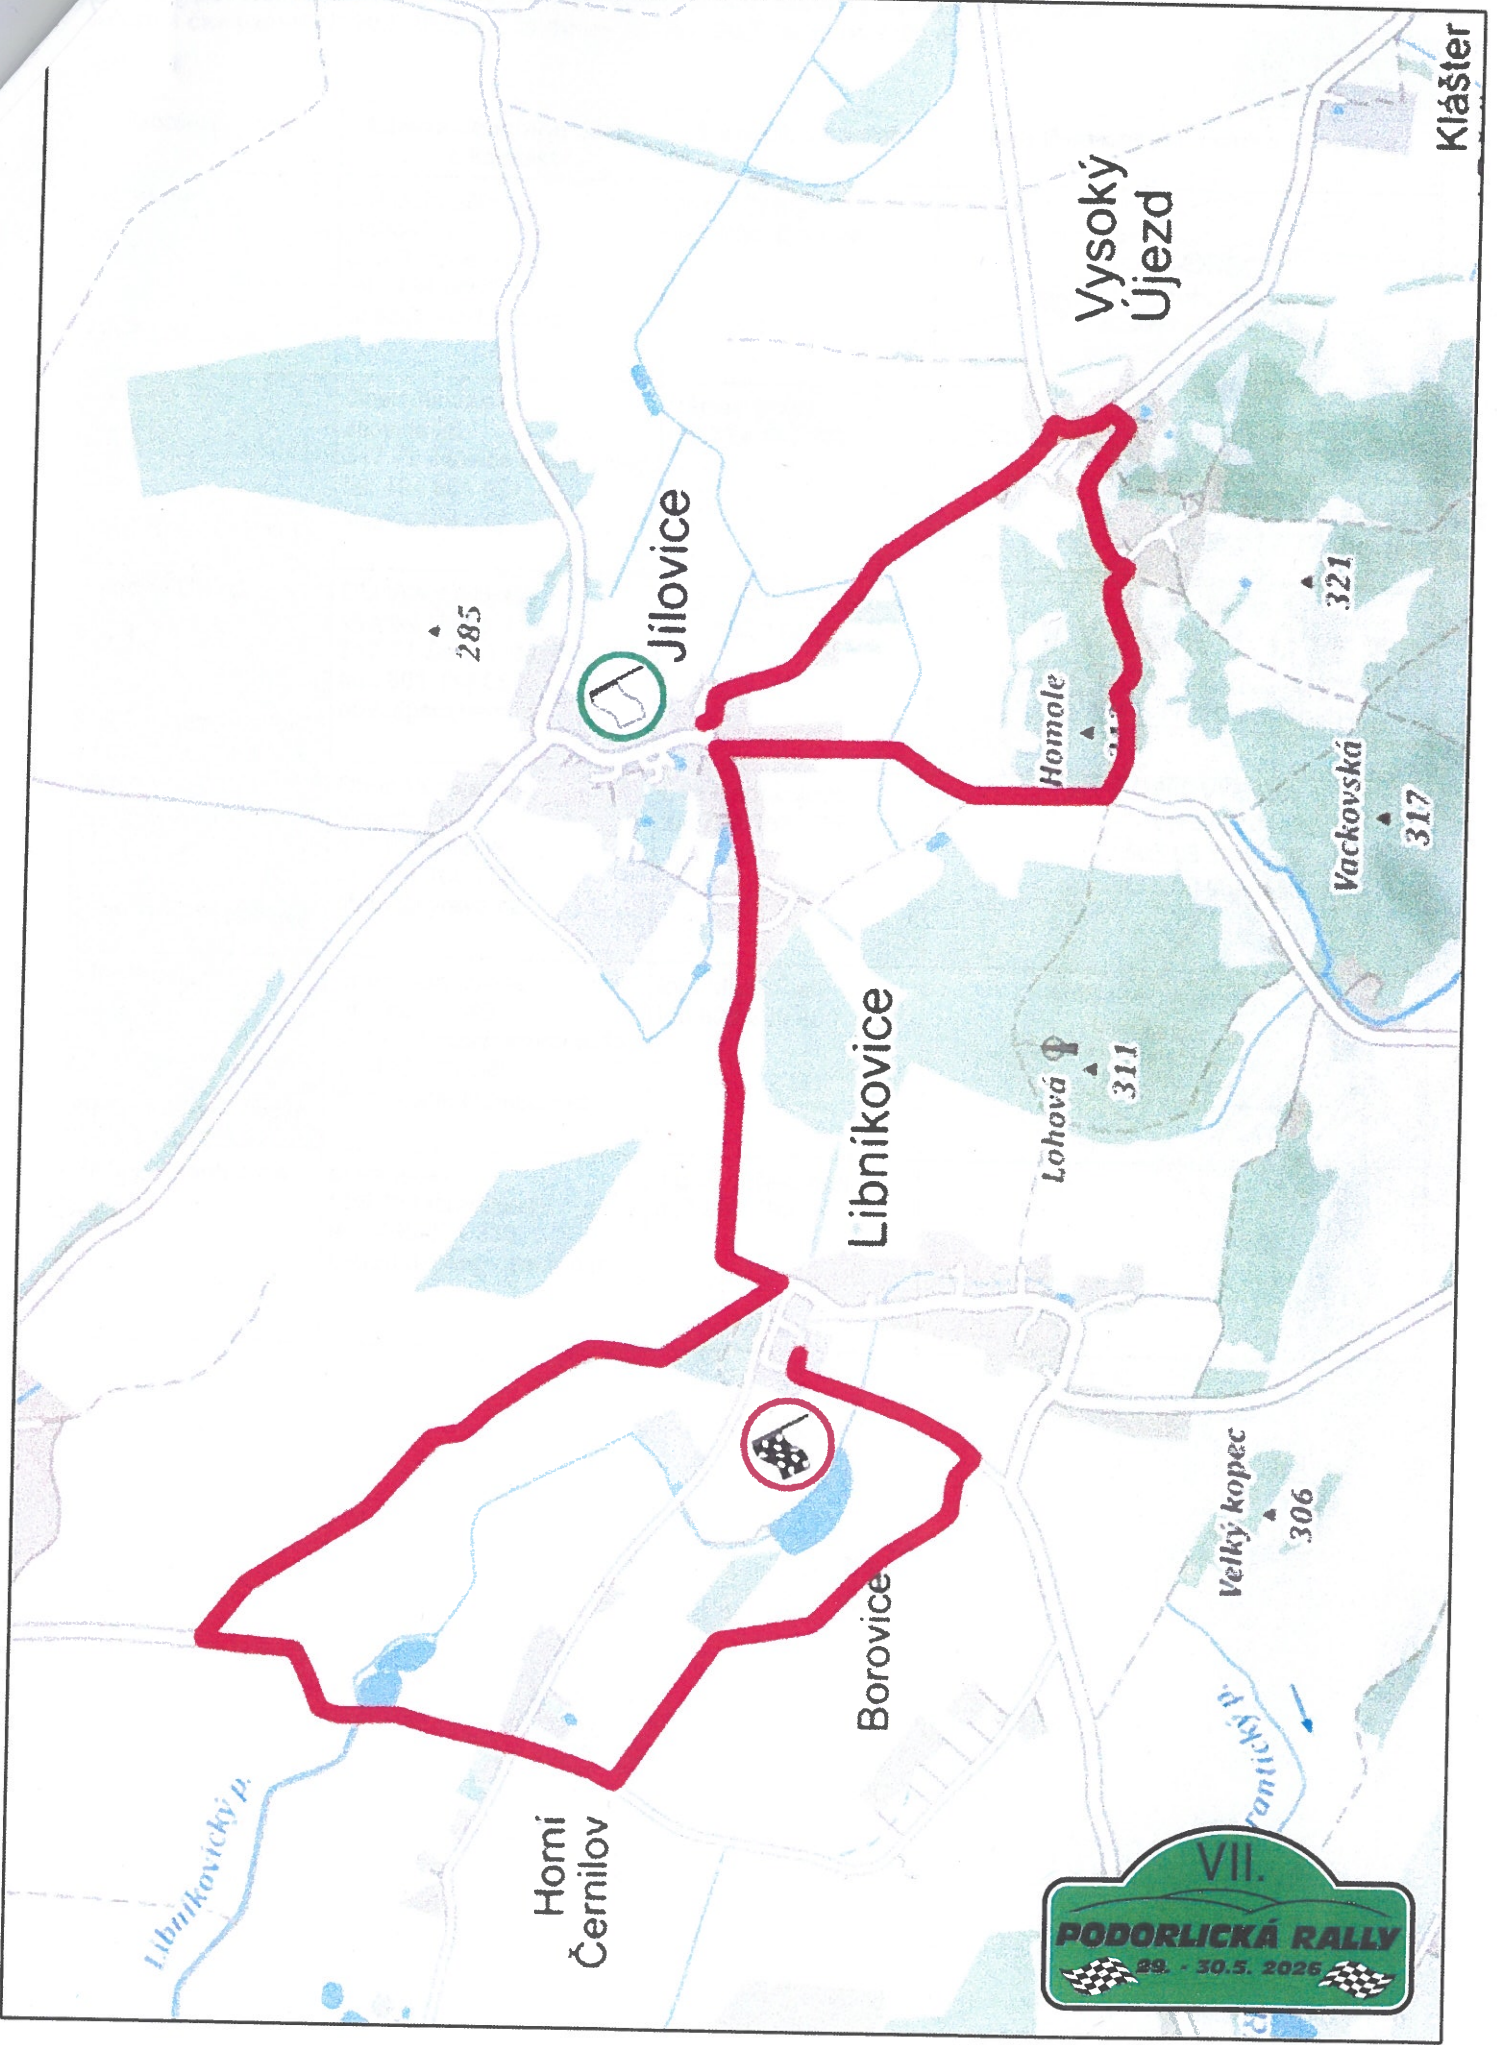 Libníkovický p.
Horní
Černilov
Borovice
Libníkovice
Jílovice
285
Vysoký
Újezd
Klášter
Homole
Lohová
311
Vackovská
317
321
Velký kopec
306
VII.
PODORLICKÁ RALLY
29. - 30.5. 2026